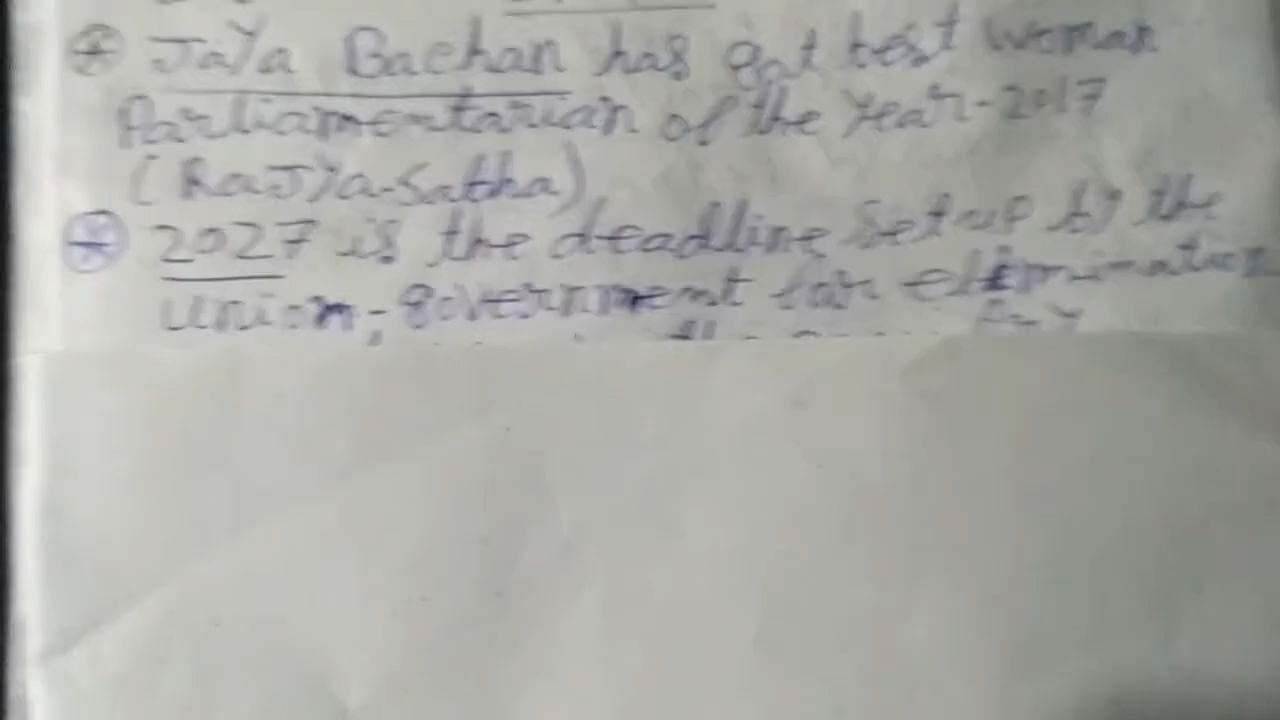 Jaya Bachan has got best woman
Parliamentarian of the Year-2017
(RaJya-Sabha)
2027 is the deadline set up by the
union-government for elimination